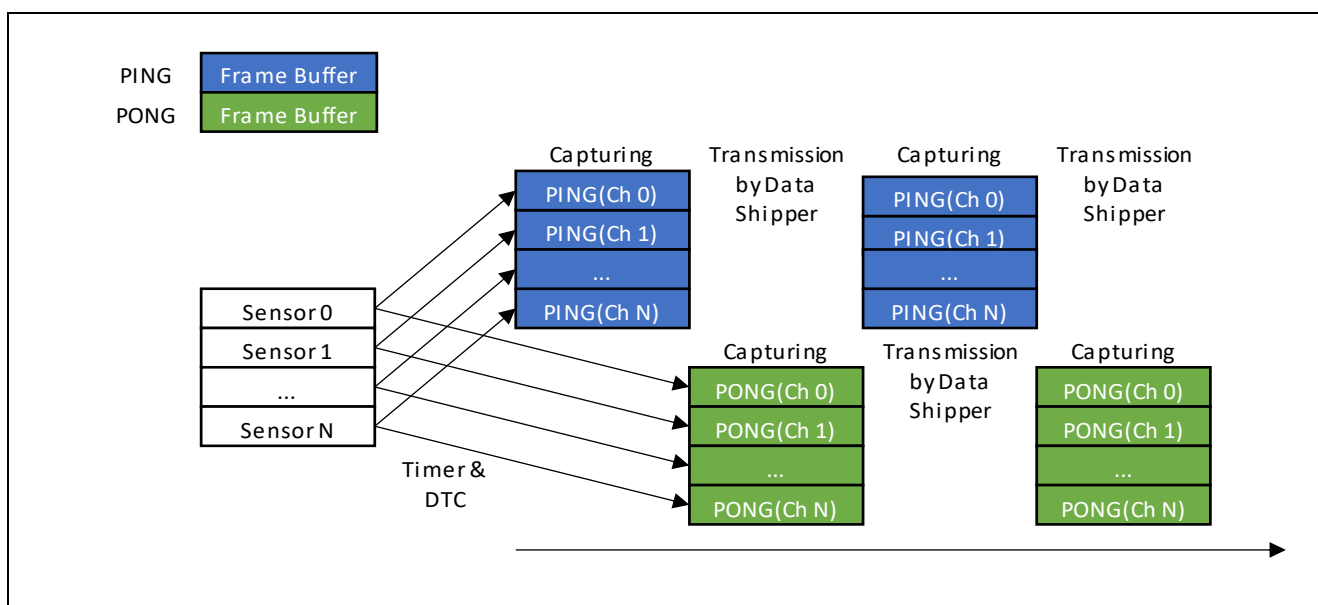 PING
Frame Buffer
PONG
Frame Buffer
Capturing
Transmission
by Data
Shipper
Capturing
Transmission
by Data
Shipper
PING(Ch 0)
PING(Ch 1)
...
PING(Ch N)
PING(Ch 0)
PING(Ch 1)
...
PING(Ch N)
Sensor 0
Sensor 1
...
Sensor N
Timer &
DTC
Capturing
Transmission
by Data
Shipper
Capturing
PONG(Ch 0)
PONG(Ch 1)
...
PONG(Ch N)
PONG(Ch 0)
PONG(Ch 1)
...
PONG(Ch N)